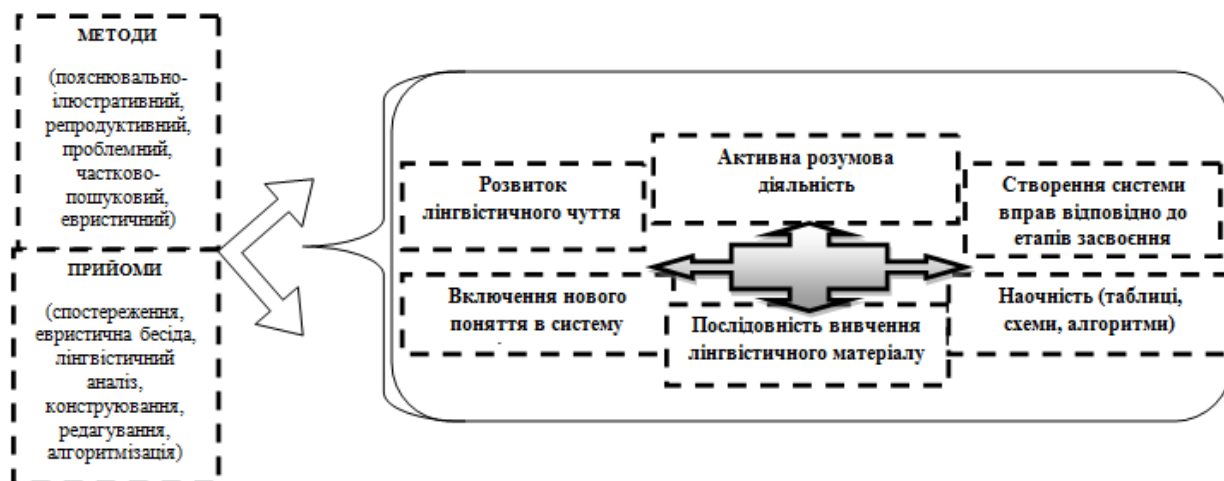 МЕТОДИ
(пояснювально-
ілюстративний,
репродуктивний,
проблемний,
частково-
пошуковий,
евристичний)
ПРИЙОМИ
(спостереження,
евристична бесіда,
лінгвістичний
аналіз,
конструювання,
редагування,
алгоритмізація)
Розвиток
лінгвістичного чуття
Активна розумова
діяльність
Створення системи
вправ відповідно до
етапів засвоєння
Включення нового
поняття в систему
Послідовність вивчення
лінгвістичного матеріалу
Наочність (таблиці,
схеми, алгоритми)